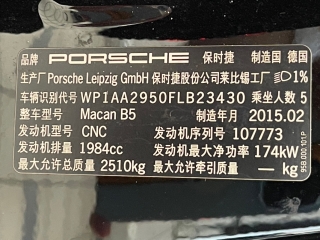 品牌 PORSCHE 保时捷 制造国 德国
生产厂 Porsche Leipzig GmbH 保时捷股份公司莱比锡工厂 1%
车辆识别代号 WP1AA2950FLB23430 乘坐人数 5
整车型号 Macan B5 制造年月 2015.02
发动机型号 CNC 发动机序列号 107773
发动机排量 1984cc 发动机最大净功率 174kW
最大允许总质量 2510kg 最大允许牵引质量 — kg
95B.000.101.P